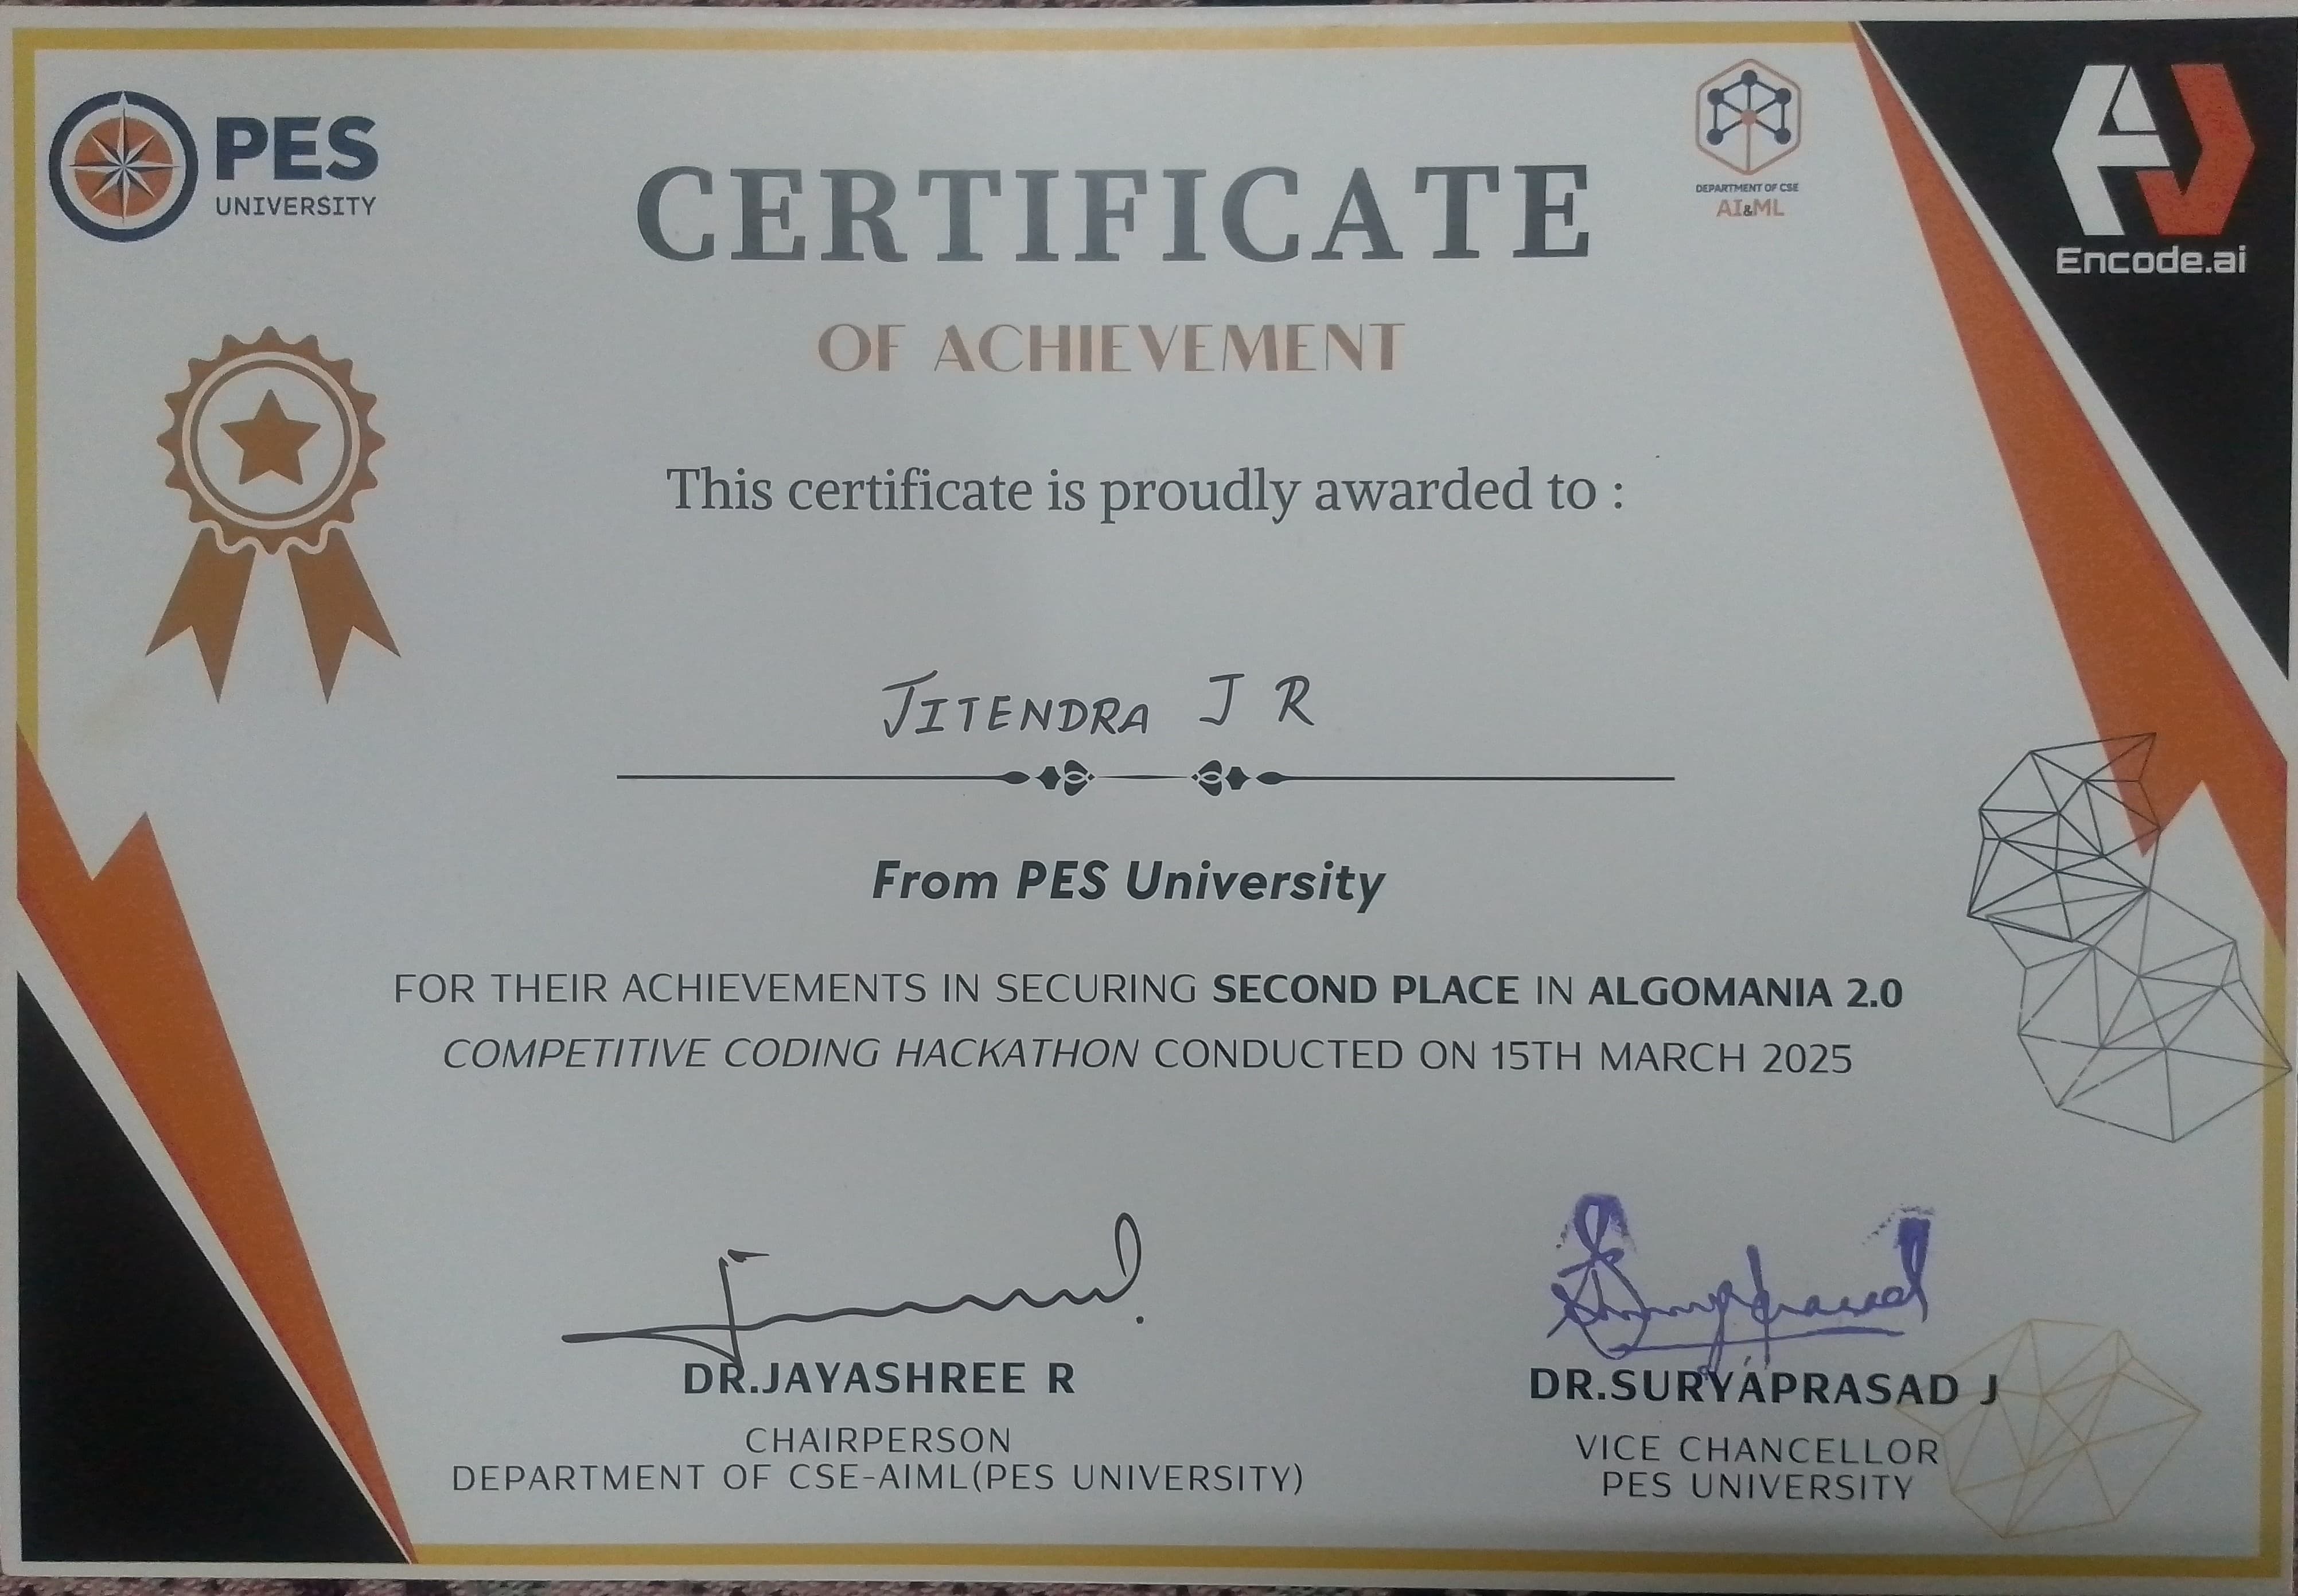 PES
UNIVERSITY
DEPARTMENT OF CSE
AI&ML
Encode.ai
CERTIFICATE
OF ACHIEVEMENT
This certificate is proudly awarded to :
JITENDRA J R
From PES University
FOR THEIR ACHIEVEMENTS IN SECURING SECOND PLACE IN ALGOMANIA 2.0
COMPETITIVE CODING HACKATHON CONDUCTED ON 15TH MARCH 2025
DR.JAYASHREE R
CHAIRPERSON
DEPARTMENT OF CSE-AIML(PES UNIVERSITY)
Suryaprasad
DR.SURYAPRASAD J
VICE CHANCELLOR
PES UNIVERSITY